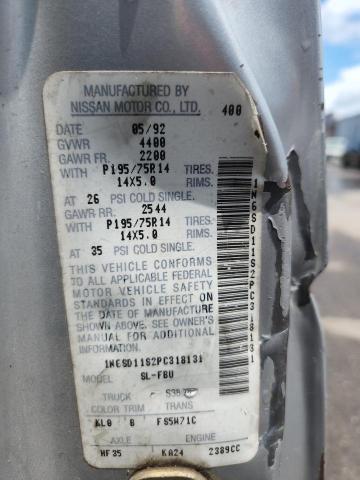 MANUFACTURED BY
NISSAN MOTOR CO., LTD. 400
DATE 05/92
GVWR 4400
GAWR FR. 2200
WITH P195/75R14 TIRES.
14X5.0 RIMS.
AT 26 PSI COLD SINGLE.
GAWR RR. 2544
WITH P195/75R14 TIRES.
14X5.0 RIMS.
AT 35 PSI COLD SINGLE.
THIS VEHICLE CONFORMS
TO ALL APPLICABLE FEDERAL
MOTOR VEHICLE SAFETY
STANDARDS IN EFFECT ON
THE DATE OF MANUFACTURE
SHOWN ABOVE. SEE OWNER'S
MANUAL FOR ADDITIONAL
INFORMATION.
1N6SD11S2PC318131
MODEL SL-FBU
TRUCK
COLOR TRIM TRANS
KL0 B FS5W71C
AXLE ENGINE
HF35 KA24 2389CC
1N6SD11S2PC318131